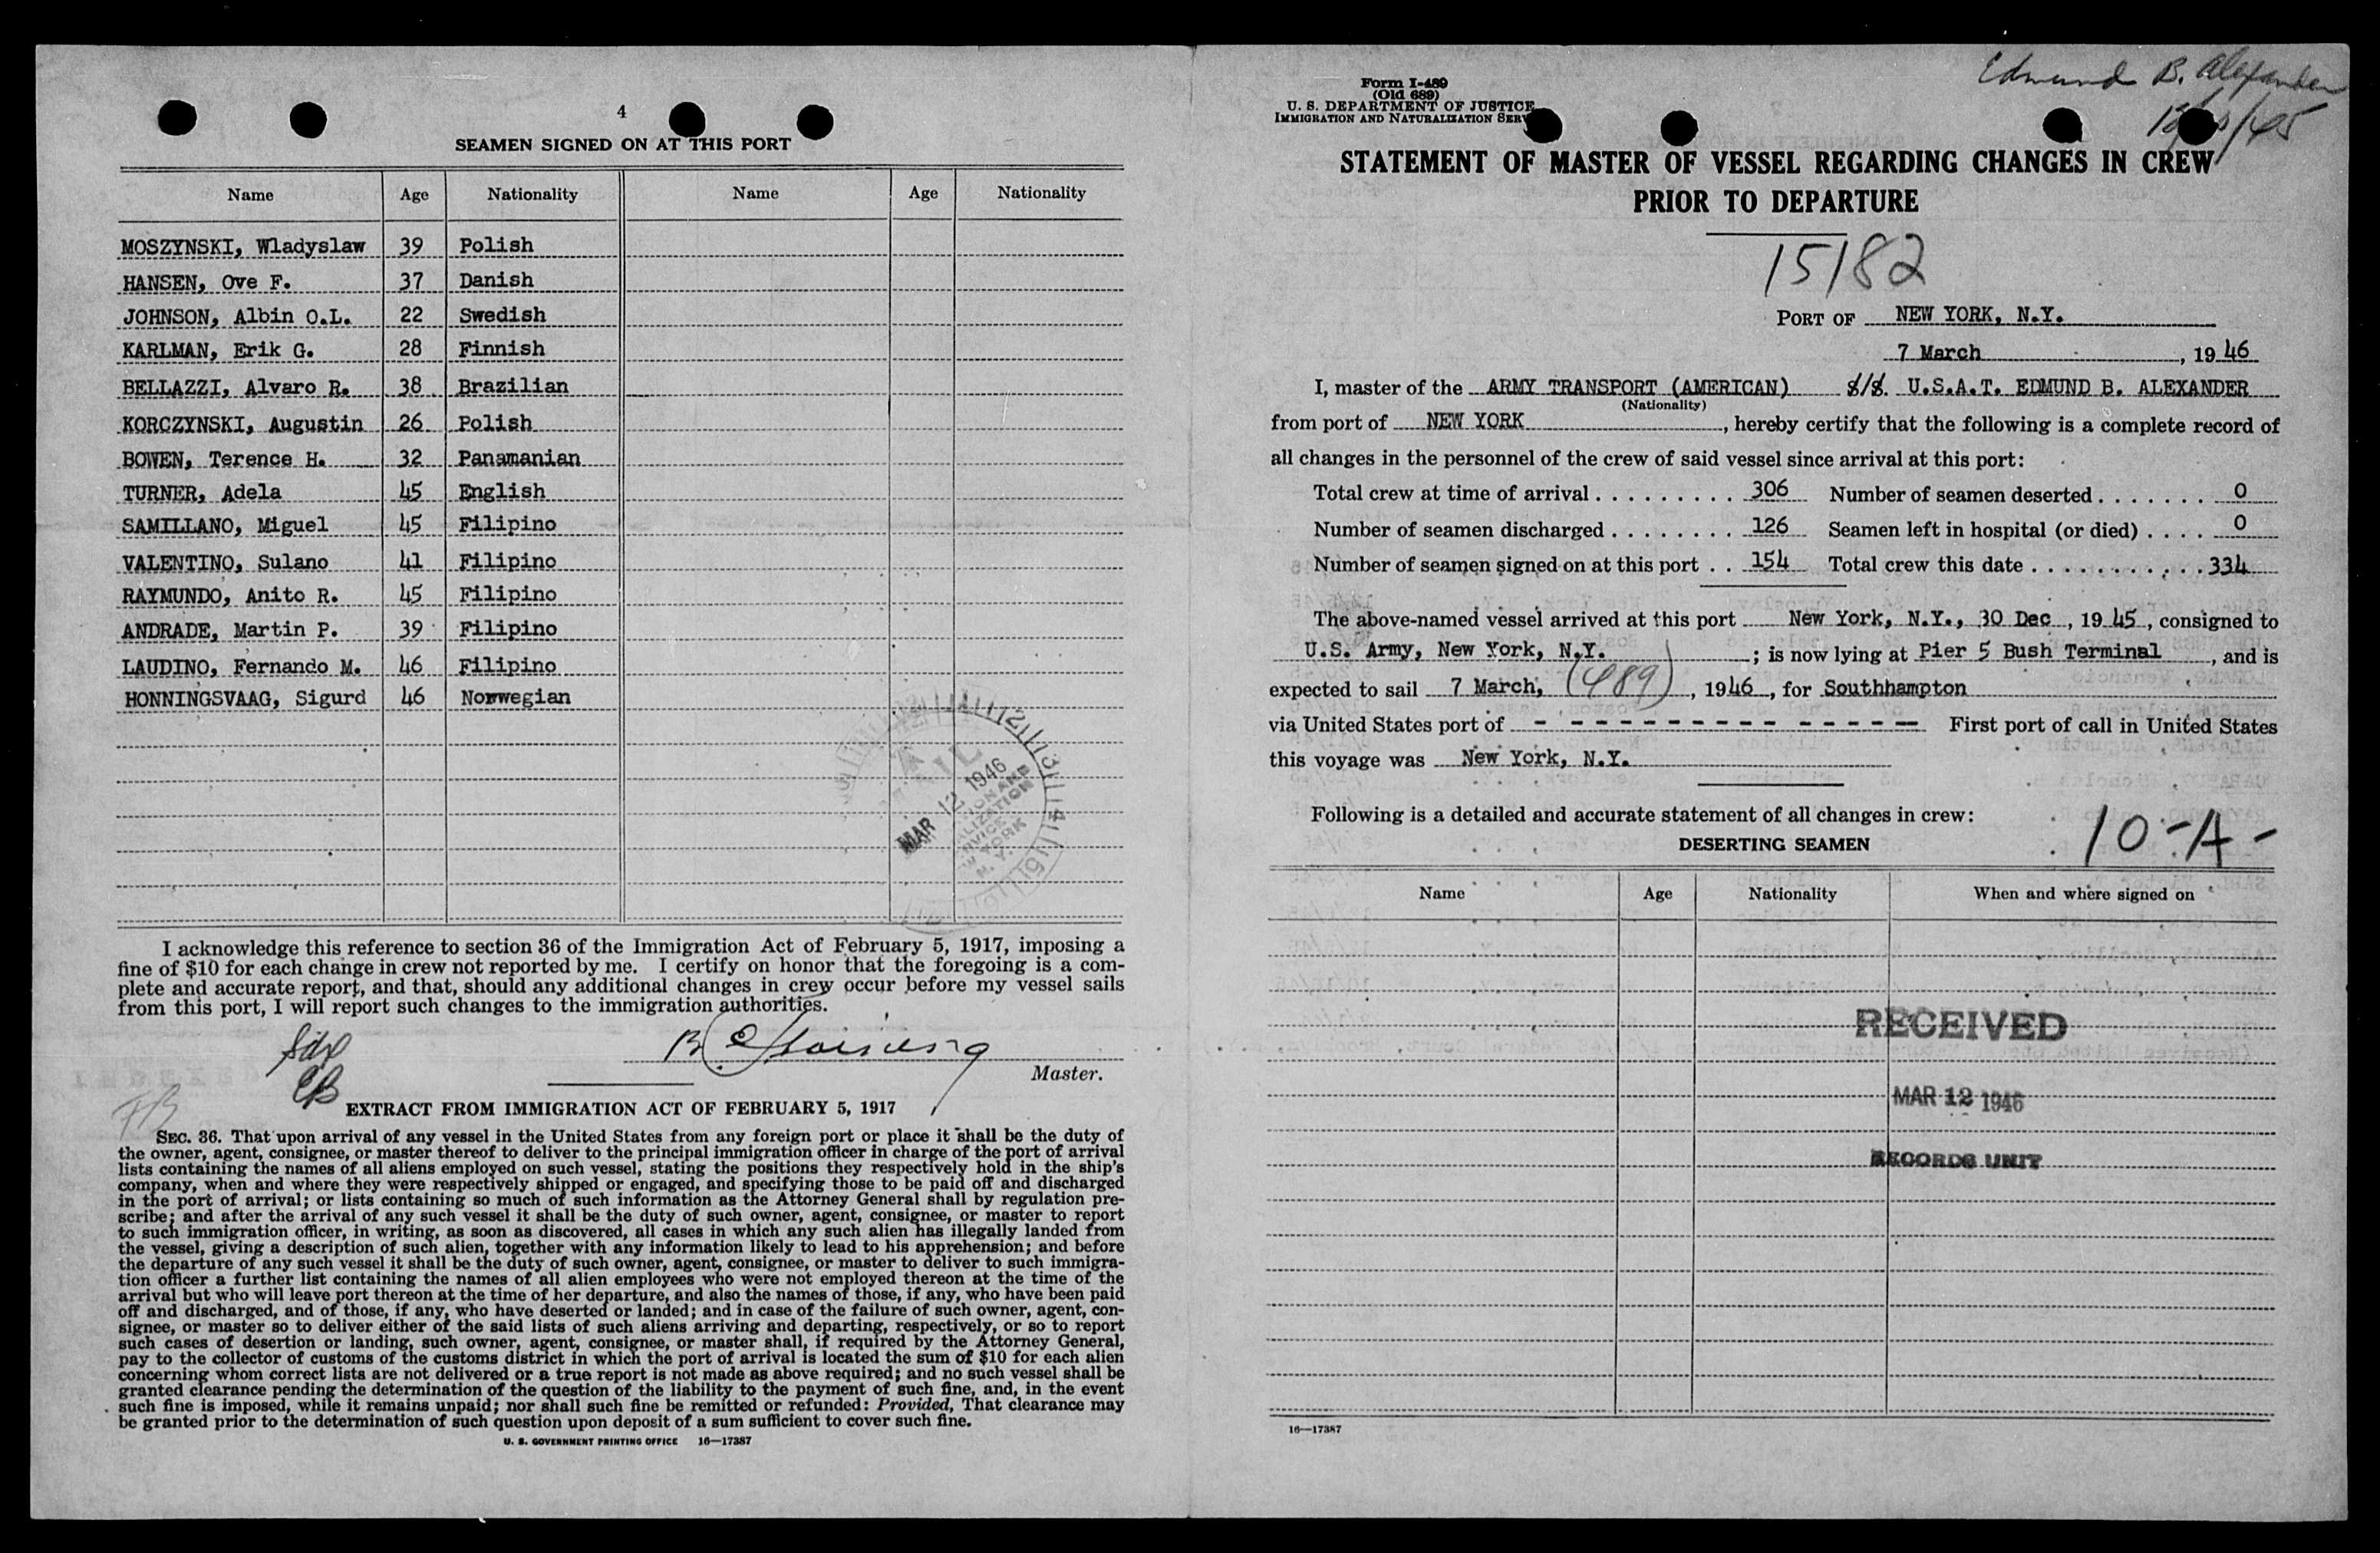 4
SEAMEN SIGNED ON AT THIS PORT
Name Age Nationality Name Age Nationality
MOSZYNSKI, Wladyslaw 39 Polish
HANSEN, Ove F. 37 Danish
JOHNSON, Albin O.L. 22 Swedish
KARLMAN, Erik G. 28 Finnish
BELLAZZI, Alvaro R. 38 Brazilian
KORCZYNSKI, Augustin 26 Polish
BOWEN, Terence H. 32 Panamanian
TURNER, Adela 45 English
SAMILLANO, Miguel 45 Filipino
VALENTINO, Sulano 41 Filipino
RAYMUNDO, Anito R. 45 Filipino
ANDRADE, Martin P. 39 Filipino
LAUDINO, Fernando M. 46 Filipino
HONNINGSVAAG, Sigurd 46 Norwegian
MAR 12 1946
I acknowledge this reference to section 36 of the Immigration Act of February 5, 1917, imposing a
fine of $10 for each change in crew not reported by me. I certify on honor that the foregoing is a com-
plete and accurate report, and that, should any additional changes in crew occur before my vessel sails
from this port, I will report such changes to the immigration authorities.
Master.
EXTRACT FROM IMMIGRATION ACT OF FEBRUARY 5, 1917
SEC. 36. That upon arrival of any vessel in the United States from any foreign port or place it shall be the duty of
the owner, agent, consignee, or master thereof to deliver to the principal immigration officer in charge of the port of arrival
lists containing the names of all aliens employed on such vessel, stating the positions they respectively hold in the ship's
company, when and where they were respectively shipped or engaged, and specifying those to be paid off and discharged
in the port of arrival; or lists containing so much of such information as the Attorney General shall by regulation pre-
scribe; and after the arrival of any such vessel it shall be the duty of such owner, agent, consignee, or master to report
to such immigration officer, in writing, as soon as discovered, all cases in which any such alien has illegally landed from
the vessel, giving a description of such alien, together with any information likely to lead to his apprehension; and before
the departure of any such vessel it shall be the duty of such owner, agent, consignee, or master to deliver to such immigra-
tion officer a further list containing the names of all alien employees who were not employed thereon at the time of the
arrival but who will leave port thereon at the time of her departure, and also the names of those, if any, who have been paid
off and discharged, and of those, if any, who have deserted or landed; and in case of the failure of such owner, agent, con-
signee, or master so to deliver either of the said lists of such aliens arriving and departing, respectively, or so to report
such cases of desertion or landing, such owner, agent, consignee, or master shall, if required by the Attorney General,
pay to the collector of customs of the customs district in which the port of arrival is located the sum of $10 for each alien
concerning whom correct lists are not delivered or a true report is not made as above required; and no such vessel shall be
granted clearance pending the determination of the question of the liability to the payment of such fine, and, in the event
such fine is imposed, while it remains unpaid; nor shall such fine be remitted or refunded: Provided, That clearance may
be granted prior to the determination of such question upon deposit of a sum sufficient to cover such fine.
U. S. GOVERNMENT PRINTING OFFICE 16—17387
Edmund B. Alexander
Form I-489
(Old 689)
U. S. DEPARTMENT OF JUSTICE
IMMIGRATION AND NATURALIZATION SERV
STATEMENT OF MASTER OF VESSEL REGARDING CHANGES IN CREW
PRIOR TO DEPARTURE
15182
PORT OF NEW YORK, N.Y.
7 March, 1946
I, master of the ARMY TRANSPORT (AMERICAN) S/S. U.S.A.T. EDMUND B. ALEXANDER
(Nationality)
from port of NEW YORK, hereby certify that the following is a complete record of
all changes in the personnel of the crew of said vessel since arrival at this port:
Total crew at time of arrival . . . . . . . . . 306 Number of seamen deserted . . . . . . . 0
Number of seamen discharged . . . . . . . . 126 Seamen left in hospital (or died) . . . . 0
Number of seamen signed on at this port . . 154 Total crew this date . . . . . . . . . . . 334
The above-named vessel arrived at this port New York, N.Y., 30 Dec, 1945, consigned to
U.S. Army, New York, N.Y.; is now lying at Pier 5 Bush Terminal, and is
expected to sail 7 March, (489), 1946, for Southhampton
via United States port of - - - - - - - - - - - - - - - First port of call in United States
this voyage was New York, N.Y.
Following is a detailed and accurate statement of all changes in crew:
10-A-
DESERTING SEAMEN
Name Age Nationality When and where signed on
RECEIVED
MAR 12 1946
RECORDS UNIT
16—17387